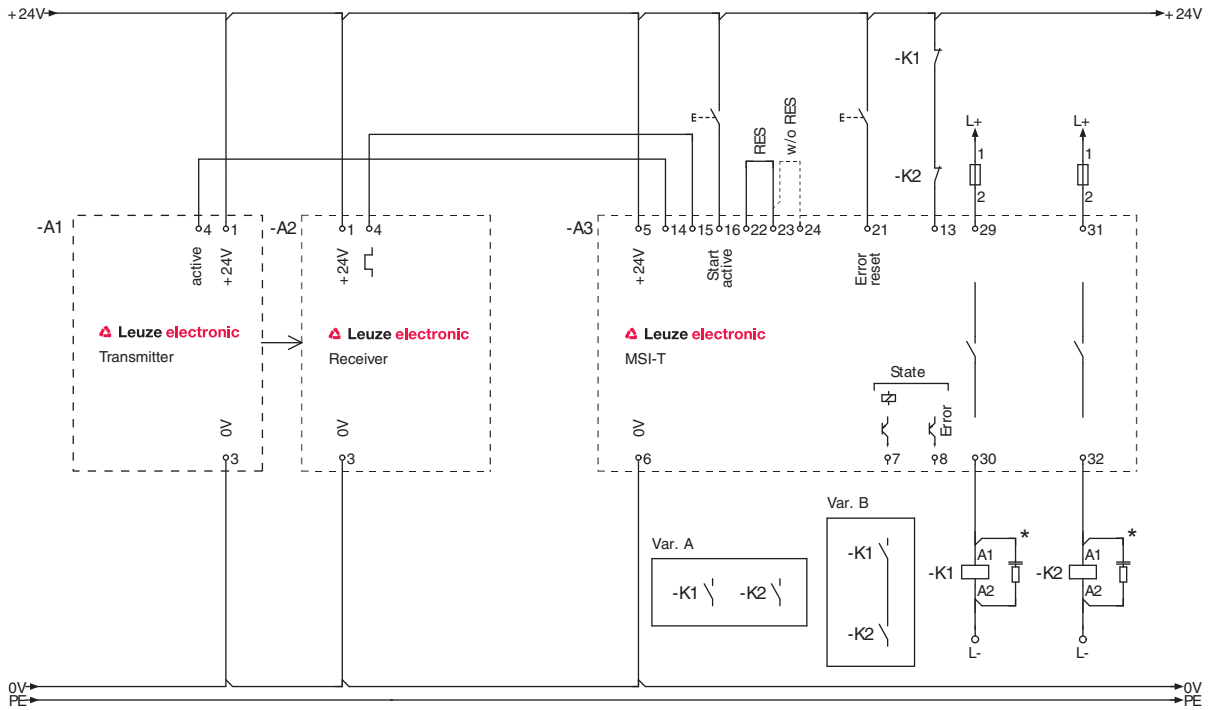 +24V
+24V
-K1
L+
L+
RES
w/o RES
1
1
-K2
2
2
-A1
4
1
-A2
1
4
-A3
5
14
15
16
22
23
24
21
13
29
31
active
+24V
+24V
+24V
Start
active
Error
reset
Leuze electronic
Transmitter
Leuze electronic
Receiver
Leuze electronic
MSI-T
State
0V
0V
0V
Error
3
3
6
7
8
30
32
Var. A
-K1
-K2
Var. B
-K1
-K2
*
*
-K1
A1
A2
-K2
A1
A2
L-
L-
0V
0V
PE
PE